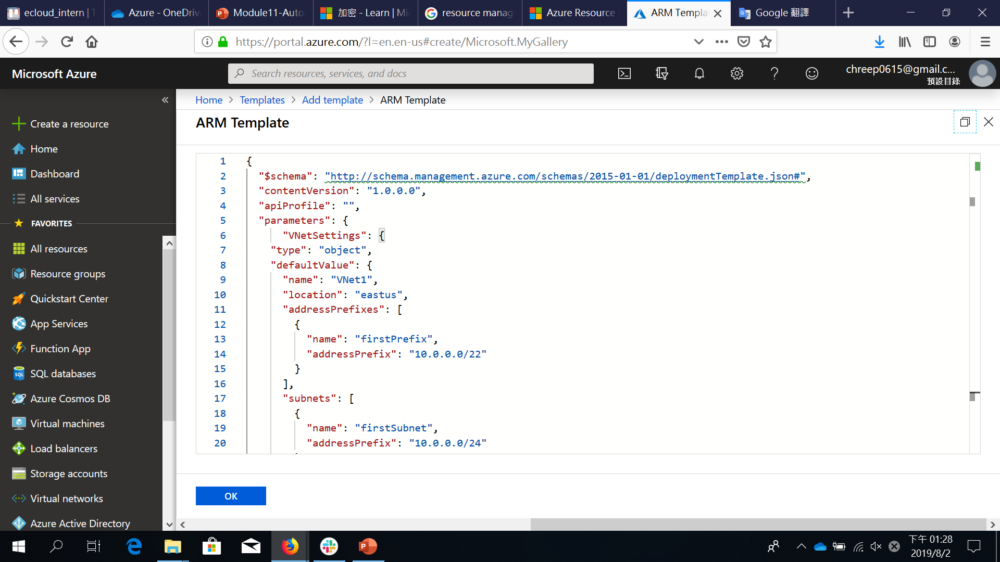 ecloud_intern | T
Azure - OneDriv
Module11-Auto
加密 - Learn | Mi
resource manag
Azure Resource
ARM Templa
Google 翻譯
https://portal.azure.com/?l=en.en-us#create/Microsoft.MyGallery
Microsoft Azure
Search resources, services, and docs
chreep0615@gmail.c...
預設目錄
Home > Templates > Add template > ARM Template
ARM Template
Create a resource
Home
Dashboard
All services
FAVORITES
All resources
Resource groups
Quickstart Center
App Services
Function App
SQL
SQL databases
Azure Cosmos DB
Virtual machines
Load balancers
Storage accounts
Virtual networks
Azure Active Directory
1 {
2 "$schema": "http://schema.management.azure.com/schemas/2015-01-01/deploymentTemplate.json#",
3 "contentVersion": "1.0.0.0",
4 "apiProfile": "",
5 "parameters": {
6 "VNetSettings": {
7 "type": "object",
8 "defaultValue": {
9 "name": "VNet1",
10 "location": "eastus",
11 "addressPrefixes": [
12 {
13 "name": "firstPrefix",
14 "addressPrefix": "10.0.0.0/22"
15 }
16 ],
17 "subnets": [
18 {
19 "name": "firstSubnet",
20 "addressPrefix": "10.0.0.0/24"
OK
下午 01:28
2019/8/2